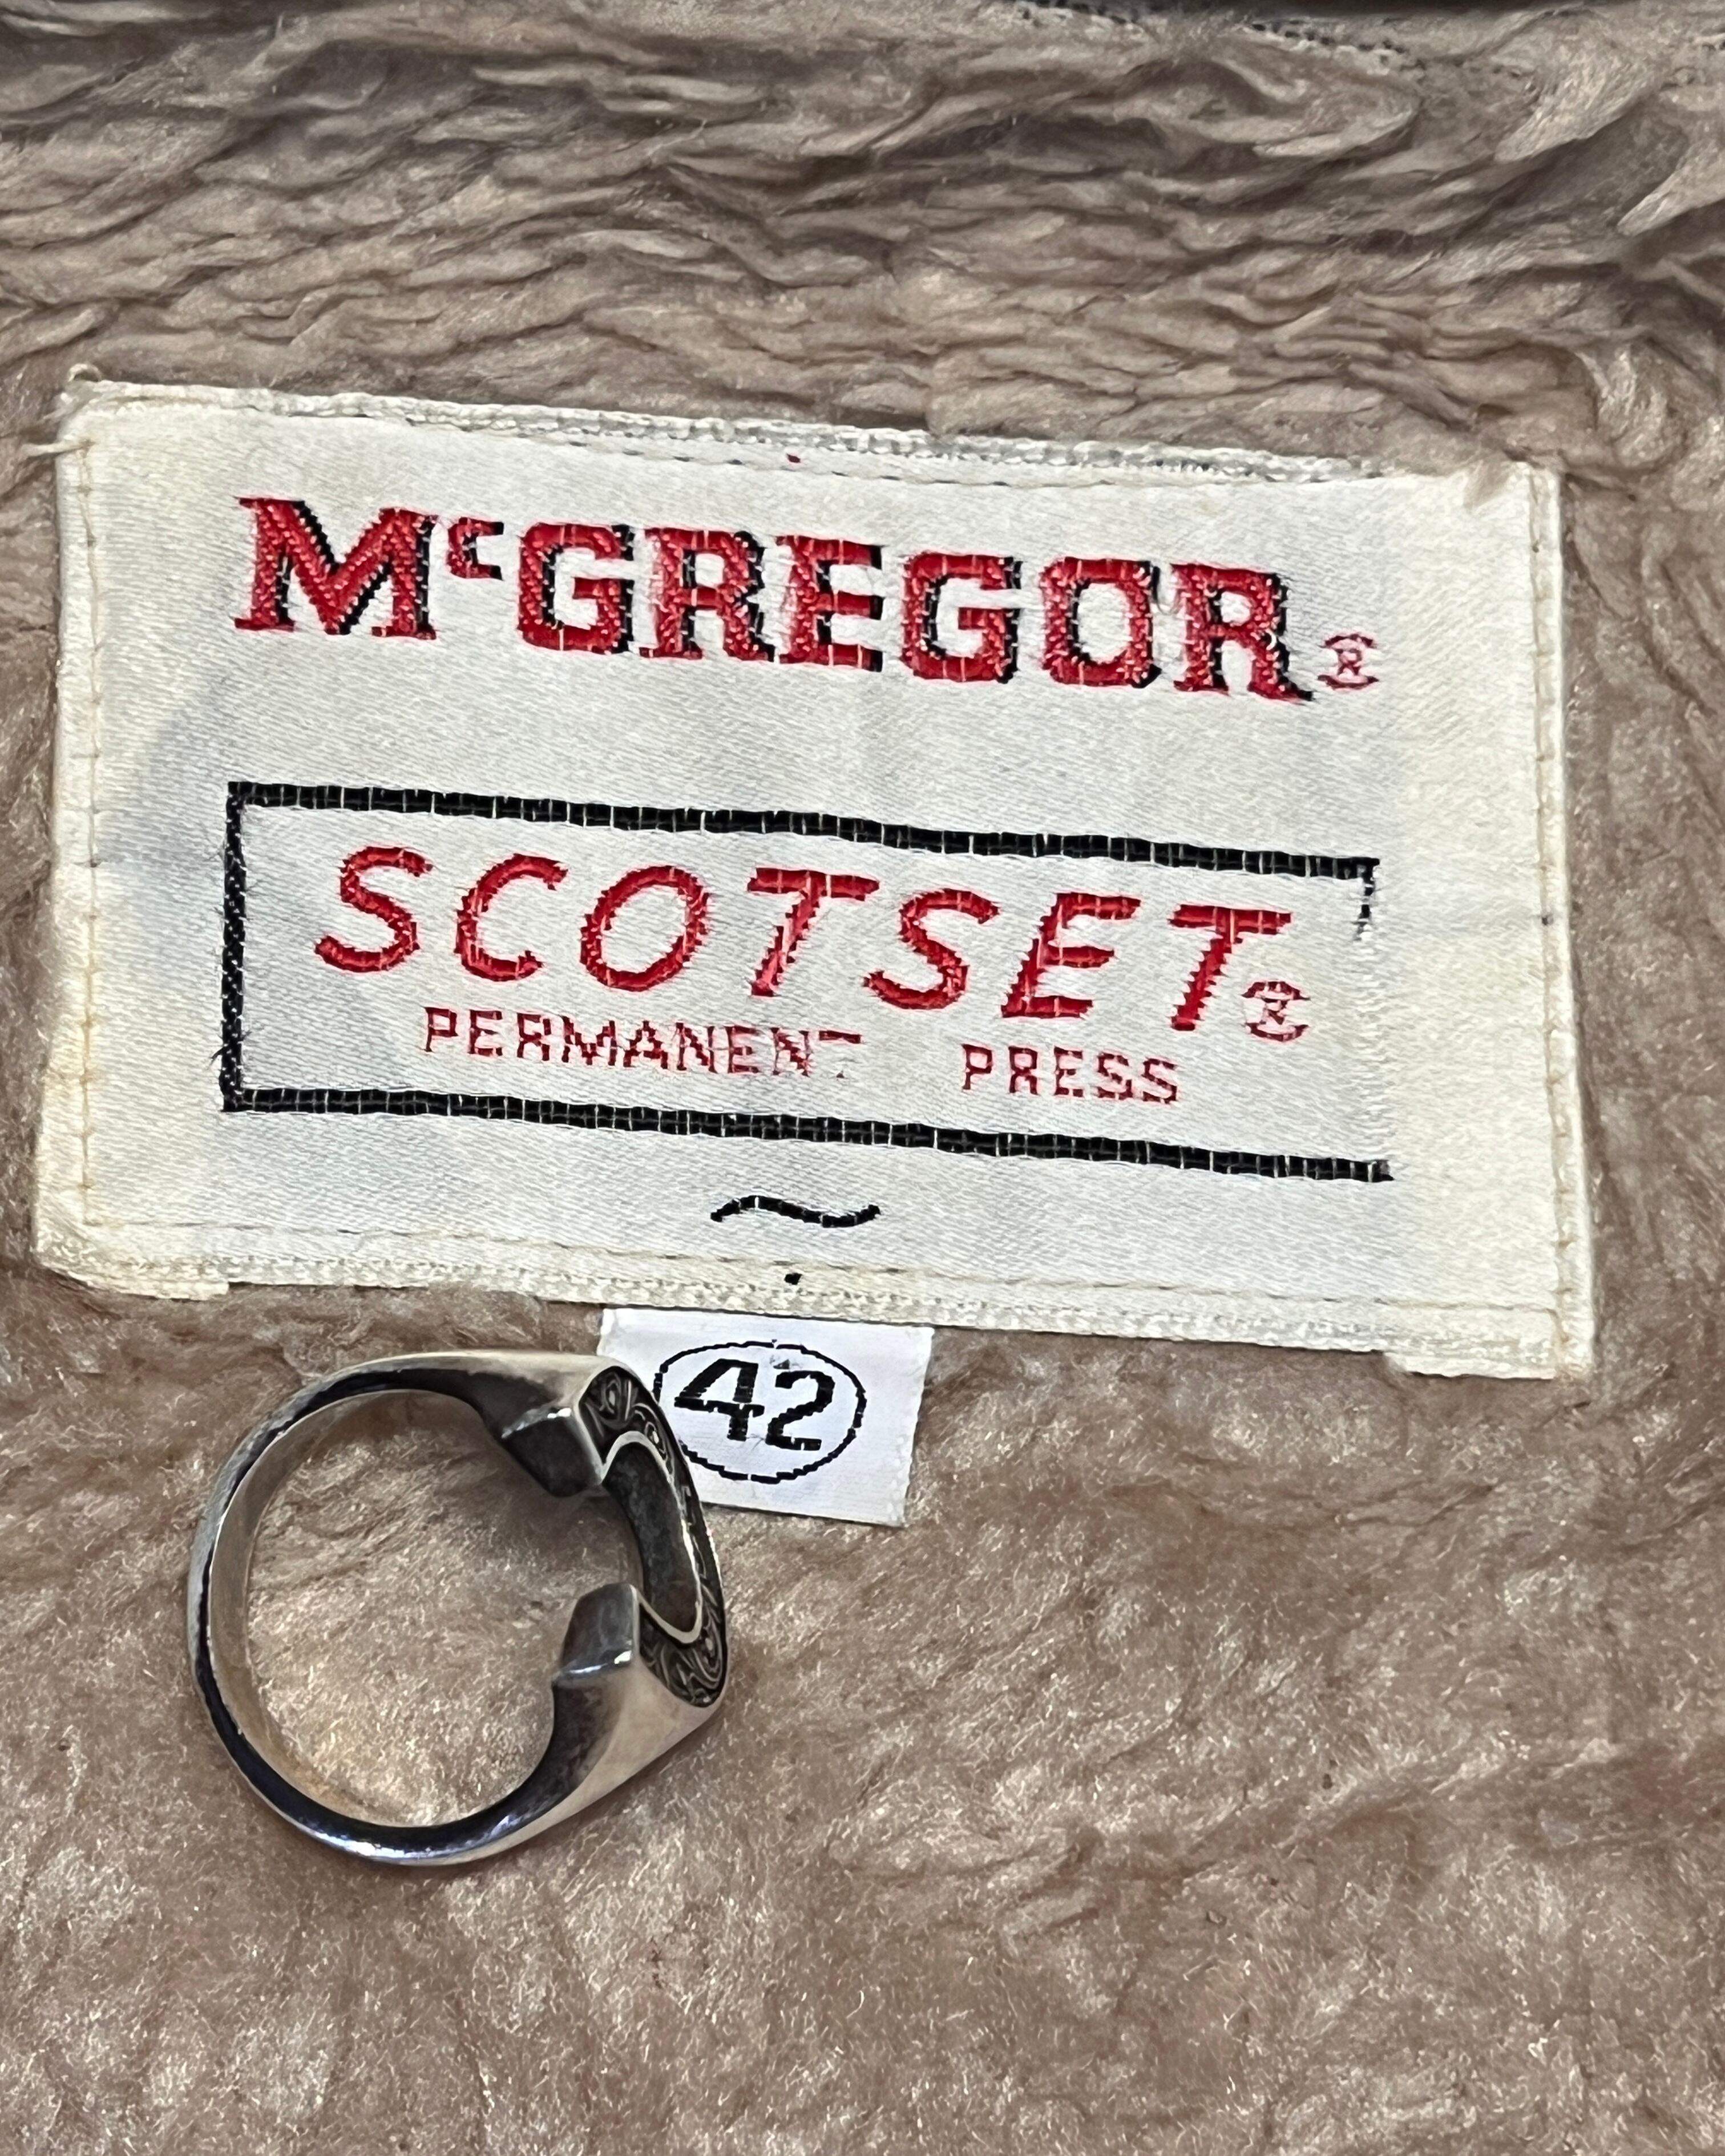 McGREGOR®
SCOTSET®
PERMANENT PRESS
42